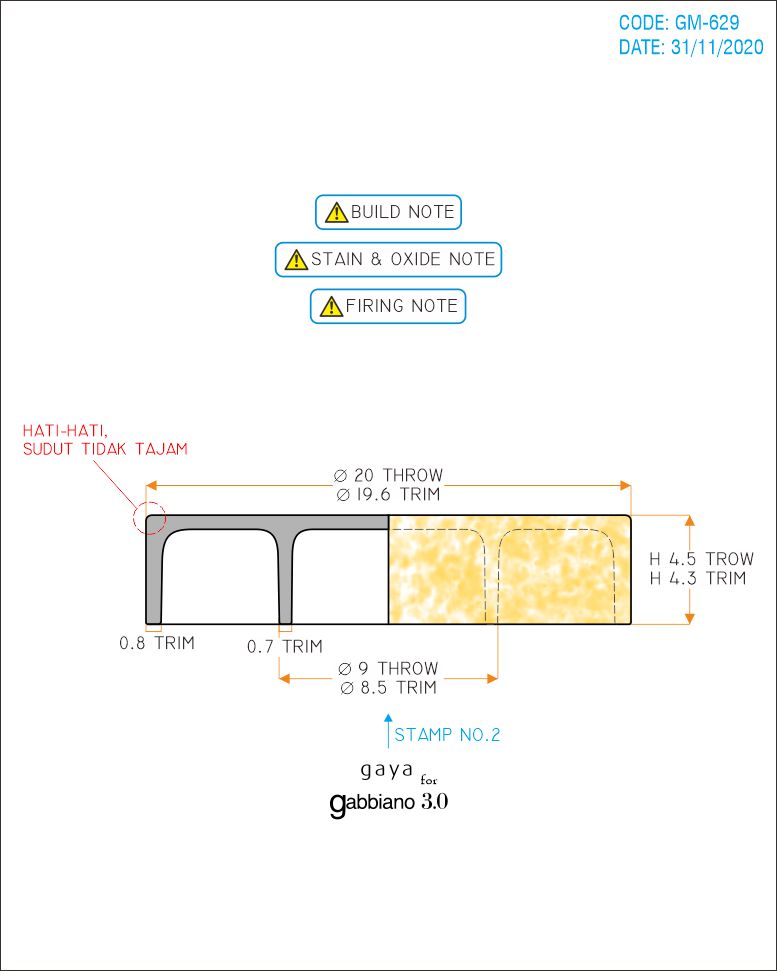 CODE: GM-629
DATE: 31/11/2020
BUILD NOTE
STAIN & OXIDE NOTE
FIRING NOTE
HATI-HATI,
SUDUT TIDAK TAJAM
∅ 20 THROW
∅ 19.6 TRIM
H 4.5 TROW
H 4.3 TRIM
0.8 TRIM
0.7 TRIM
∅ 9 THROW
∅ 8.5 TRIM
STAMP NO.2
gaya
for
gabbiano 3.0